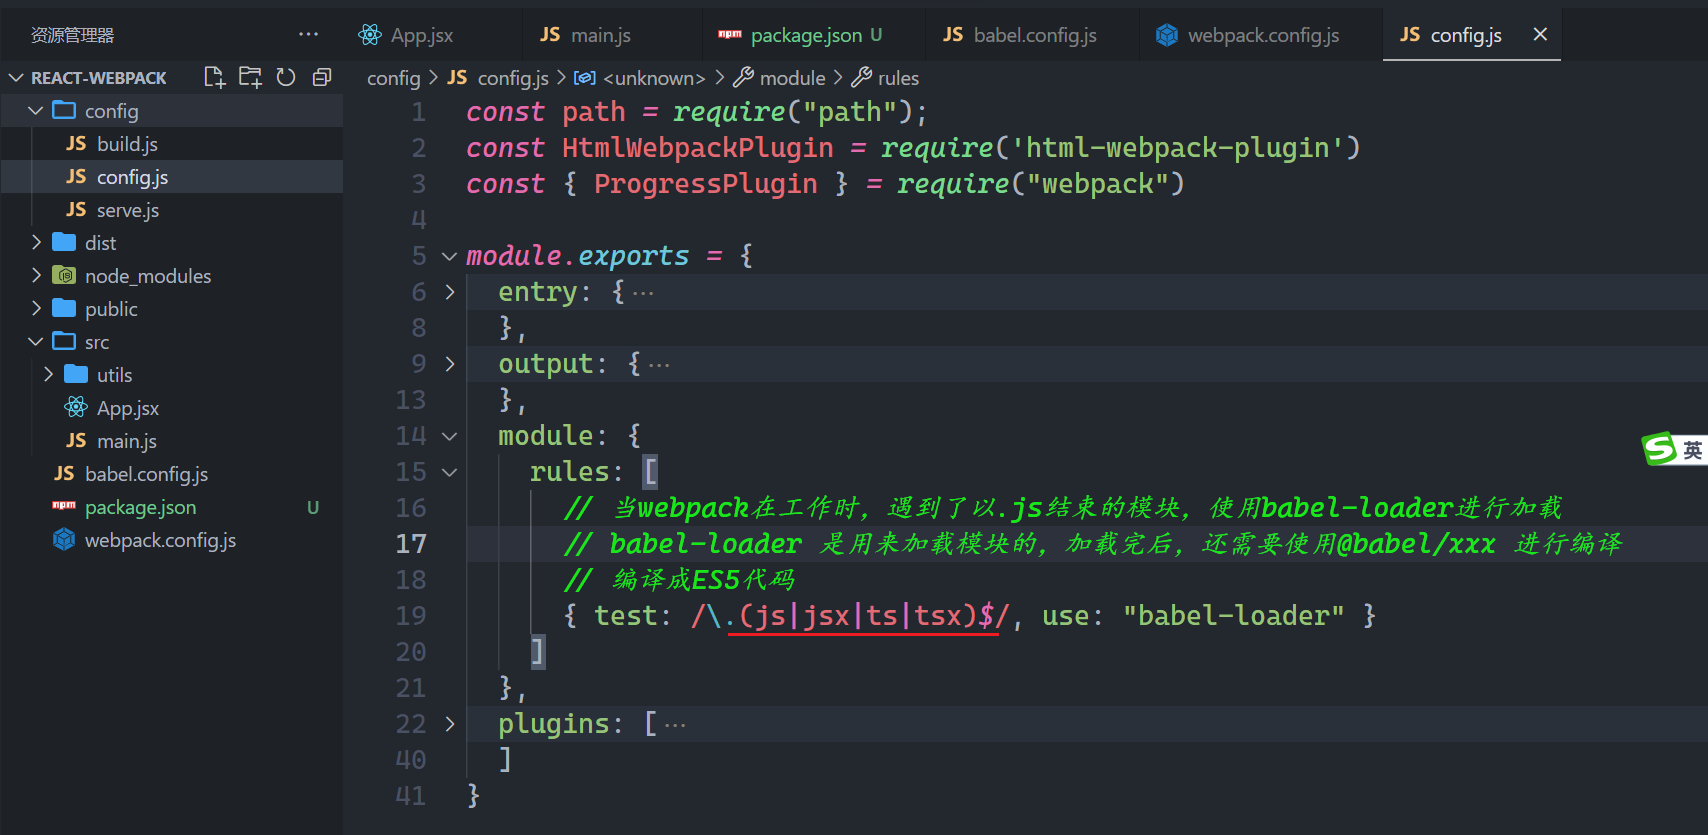 资源管理器 ···
App.jsx
JS main.js
npm package.json U
JS babel.config.js
webpack.config.js
JS config.js ×
REACT-WEBPACK
config
JS build.js
JS config.js
JS serve.js
dist
node_modules
public
src
utils
App.jsx
JS main.js
JS babel.config.js
npm package.json U
webpack.config.js
config > JS config.js > <unknown> > module > rules
1 const path = require("path");
2 const HtmlWebpackPlugin = require('html-webpack-plugin')
3 const { ProgressPlugin } = require("webpack")
4
5 module.exports = {
6 entry: {···
8 },
9 output: {···
13 },
14 module: {
15 rules: [
16 // 当webpack在工作时，遇到了以.js结束的模块，使用babel-loader进行加载
17 // babel-loader 是用来加载模块的，加载完后，还需要使用@babel/xxx 进行编译
18 // 编译成ES5代码
19 { test: /\.(js|jsx|ts|tsx)$/, use: "babel-loader" }
20 ]
21 },
22 plugins: [···
40 ]
41 }
S 英